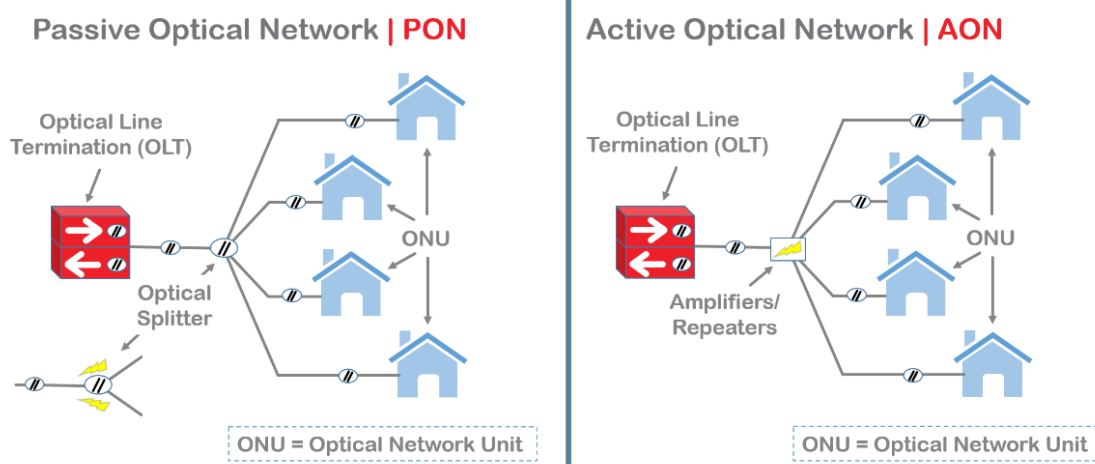 Passive Optical Network | PON
Optical Line
Termination (OLT)
ONU
Optical
Splitter
ONU = Optical Network Unit
Active Optical Network | AON
Optical Line
Termination (OLT)
ONU
Amplifiers/
Repeaters
ONU = Optical Network Unit